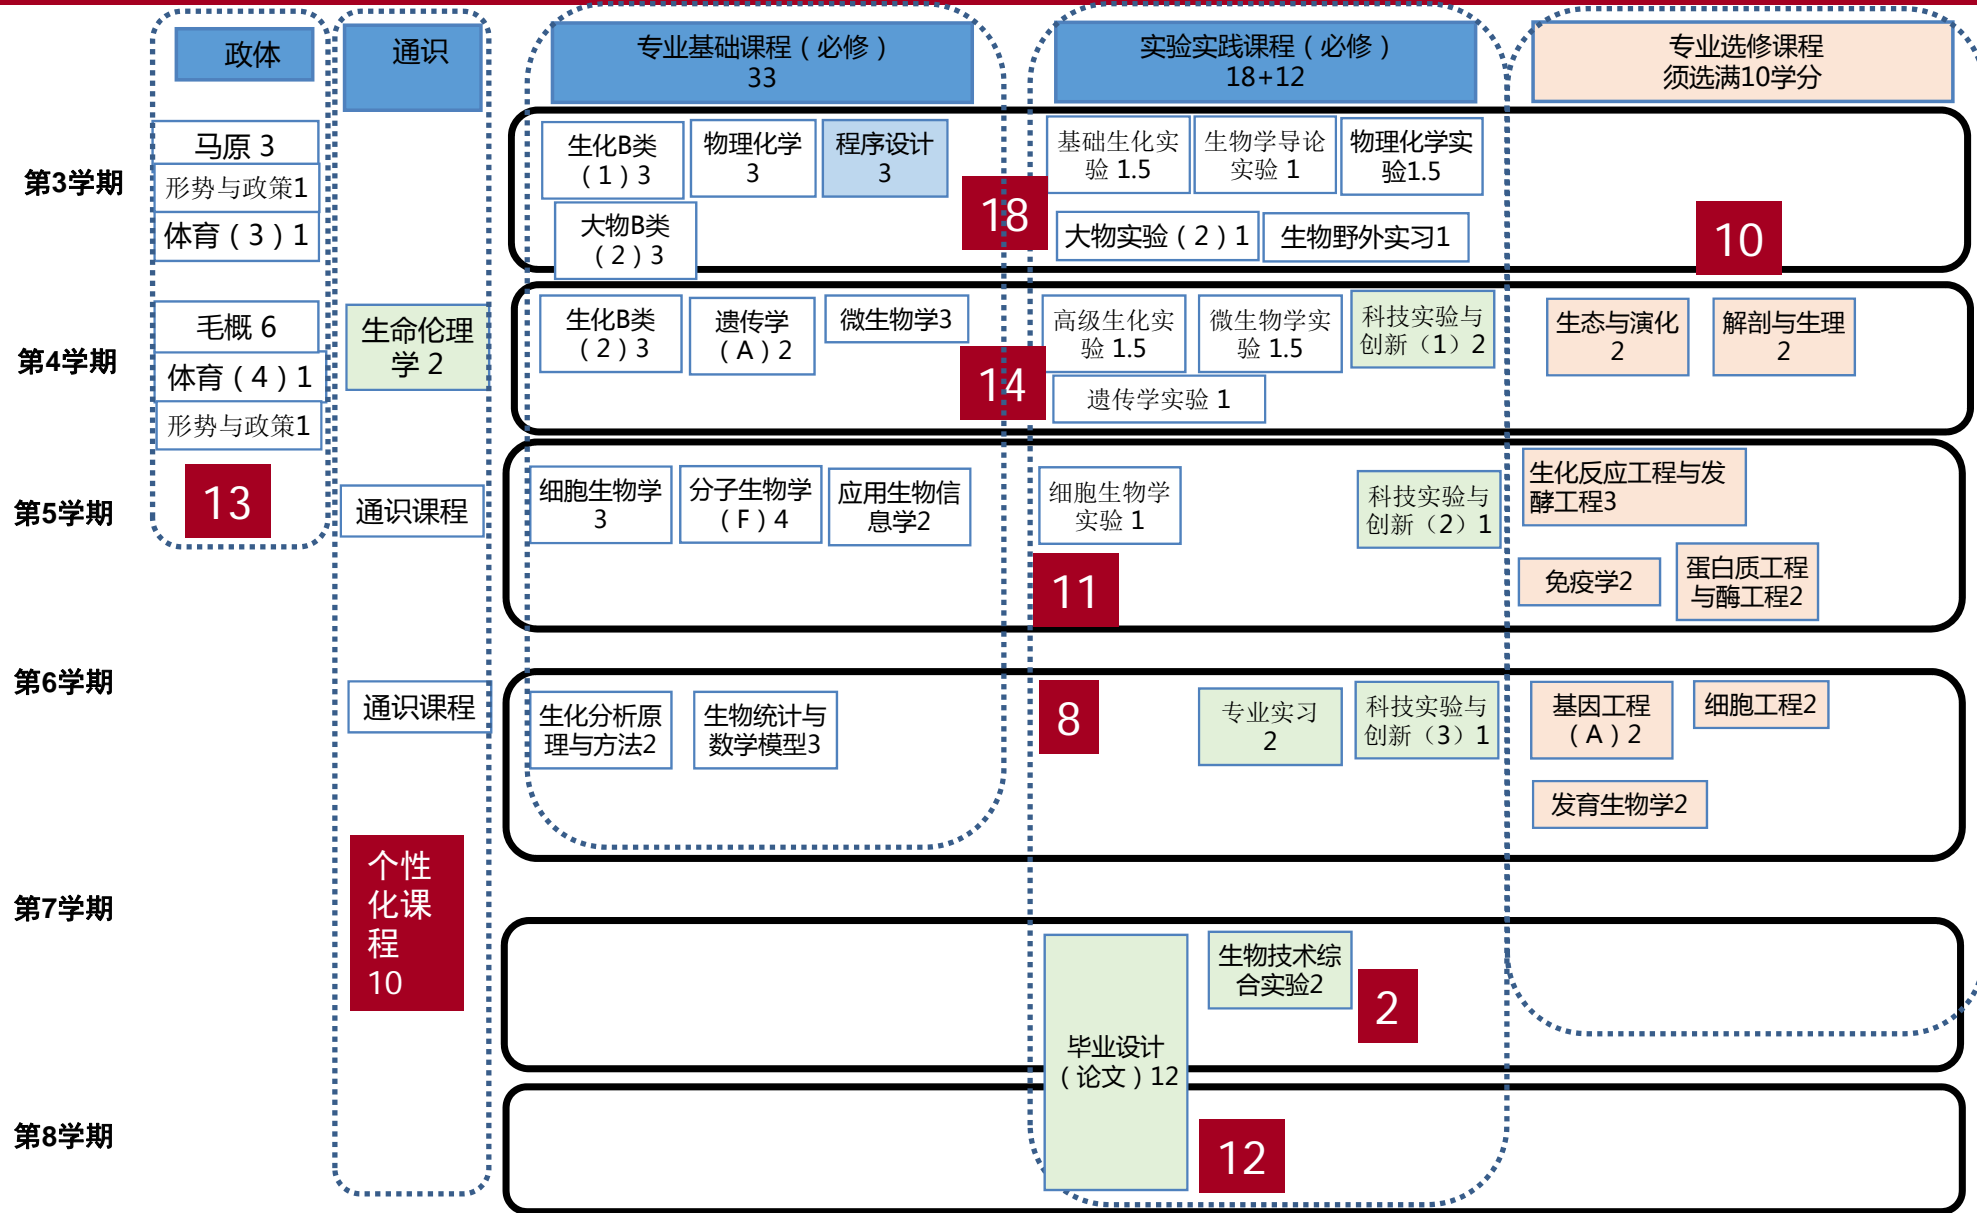 政体
通识
专业基础课程（必修）
33
实验实践课程（必修）
18+12
专业选修课程
须选满10学分
第3学期
马原 3
形势与政策1
体育（3）1
生化B类
（1）3
物理化学
3
程序设计
3
大物B类
（2）3
18
基础生化实
验 1.5
生物学导论
实验 1
物理化学实
验1.5
大物实验（2）1
生物野外实习1
10
第4学期
毛概 6
体育（4）1
形势与政策1
13
生命伦理
学 2
生化B类
（2）3
遗传学
（A）2
微生物学3
14
高级生化实
验 1.5
微生物学实
验 1.5
科技实验与
创新（1）2
遗传学实验 1
生态与演化
2
解剖与生理
2
第5学期
通识课程
细胞生物学
3
分子生物学
（F）4
应用生物信
息学2
细胞生物学
实验 1
11
科技实验与
创新（2）1
生化反应工程与发
酵工程3
免疫学2
蛋白质工程
与酶工程2
第6学期
通识课程
生化分析原
理与方法2
生物统计与
数学模型3
8
专业实习
2
科技实验与
创新（3）1
基因工程
（A）2
细胞工程2
发育生物学2
个性
化课
程
10
第7学期
毕业设计
（论文）12
生物技术综
合实验2
2
第8学期
12